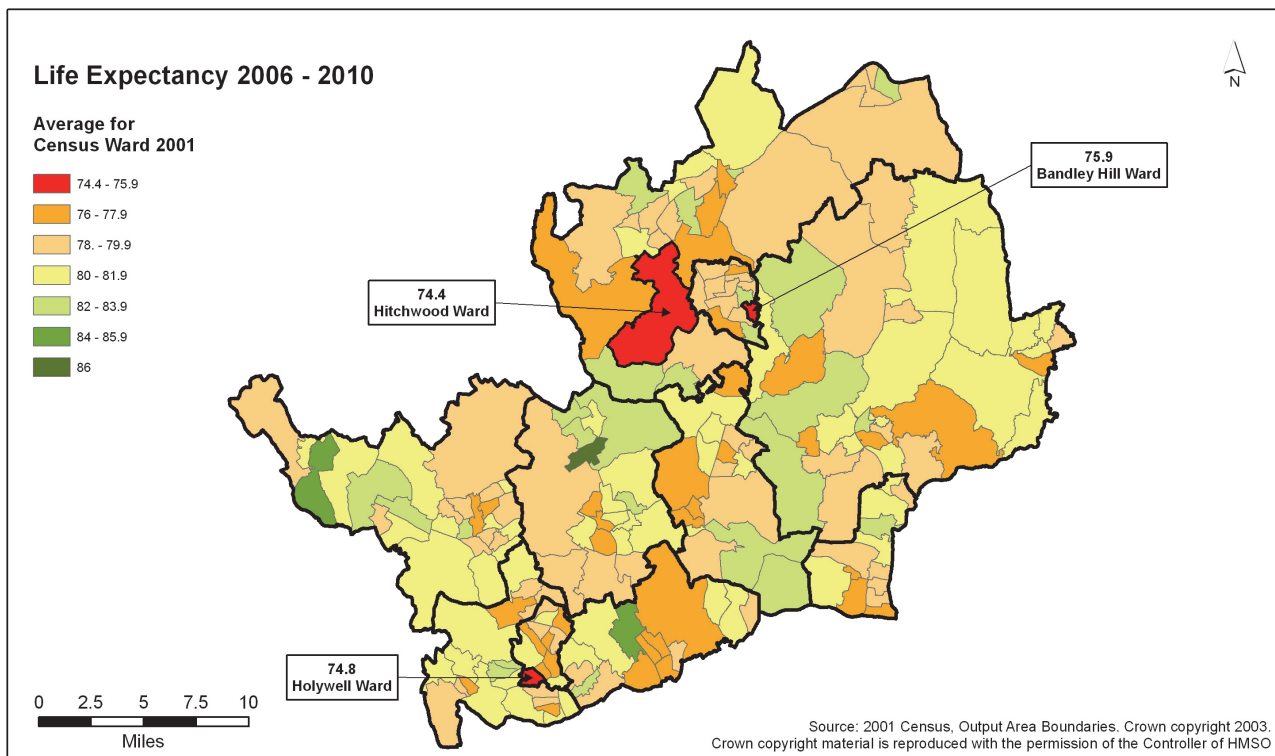 Life Expectancy 2006 - 2010
N
Average for
Census Ward 2001
74.4 - 75.9
76 - 77.9
78. - 79.9
80 - 81.9
82 - 83.9
84 - 85.9
86
75.9
Bandley Hill Ward
74.4
Hitchwood Ward
74.8
Holywell Ward
0 2.5 5 7.5 10
Miles
Source: 2001 Census, Output Area Boundaries. Crown copyright 2003.
Crown copyright material is reproduced with the permission of the Controller of HMSO